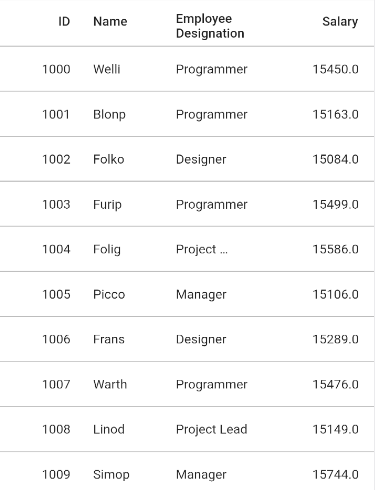 ID Name Employee Designation Salary
1000 Welli Programmer 15450.0
1001 Blonp Programmer 15163.0
1002 Folko Designer 15084.0
1003 Furip Programmer 15499.0
1004 Folig Project ... 15586.0
1005 Picco Manager 15106.0
1006 Frans Designer 15289.0
1007 Warth Programmer 15476.0
1008 Linod Project Lead 15149.0
1009 Simop Manager 15744.0